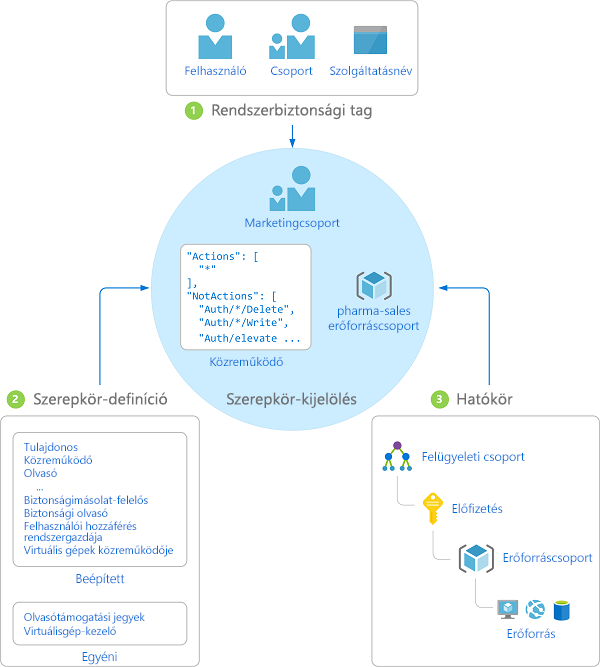 Felhasználó
Csoport
Szolgáltatásnév
1 Rendszerbiztonsági tag
Marketingcsoport
"Actions": [
"*"
],
"NotActions": [
"Auth/*/Delete",
"Auth/*/Write",
"Auth/elevate ...
Közreműködő
pharma-sales
erőforráscsoport
Szerepkör-kijelölés
2 Szerepkör-definíció
Tulajdonos
Közreműködő
Olvasó
...
Biztonságimásolat-felelős
Biztonsági olvasó
Felhasználói hozzáférés
rendszergazdája
Virtuális gépek közreműködője
Beépített
Olvasótámogatási jegyek
Virtuálisgép-kezelő
Egyéni
3 Hatókör
Felügyeleti csoport
Előfizetés
Erőforráscsoport
Erőforrás